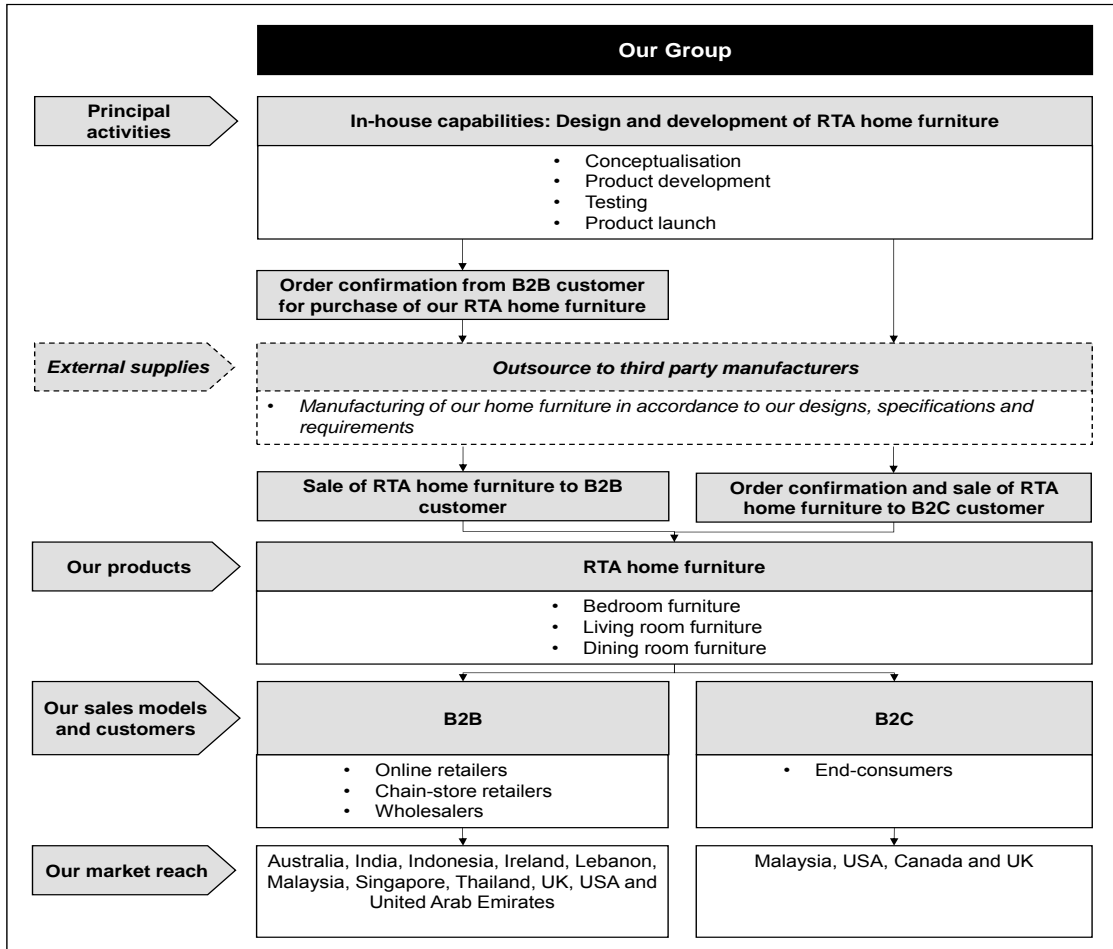 Our Group
Principal
activities
In-house capabilities: Design and development of RTA home furniture
• Conceptualisation
• Product development
• Testing
• Product launch
Order confirmation from B2B customer
for purchase of our RTA home furniture
External supplies
Outsource to third party manufacturers
• Manufacturing of our home furniture in accordance to our designs, specifications and
requirements
Sale of RTA home furniture to B2B
customer
Order confirmation and sale of RTA
home furniture to B2C customer
Our products
RTA home furniture
• Bedroom furniture
• Living room furniture
• Dining room furniture
Our sales models
and customers
B2B
• Online retailers
• Chain-store retailers
• Wholesalers
B2C
• End-consumers
Our market reach
Australia, India, Indonesia, Ireland, Lebanon,
Malaysia, Singapore, Thailand, UK, USA and
United Arab Emirates
Malaysia, USA, Canada and UK